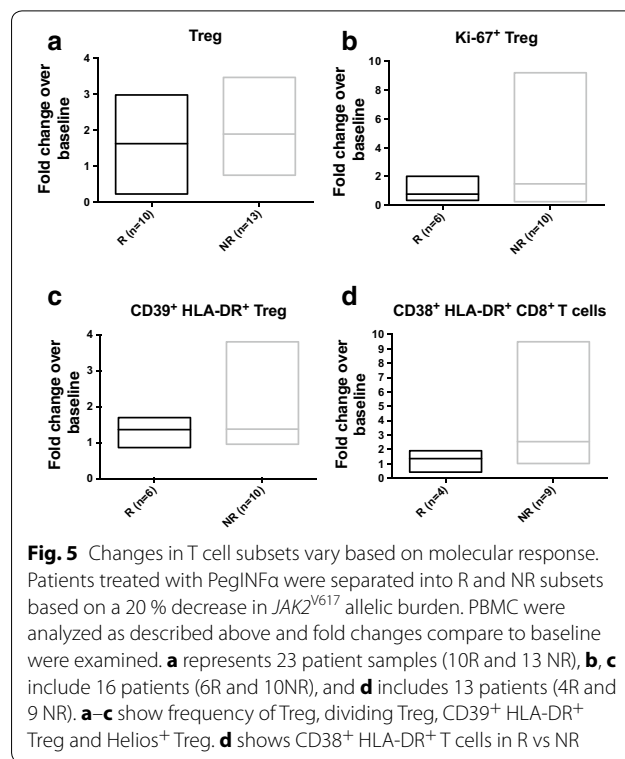 a
Treg
Fold change over
baseline
4
3
2
1
0
R (n=10)
NR (n=13)
b
Ki-67⁺ Treg
Fold change over
baseline
10
8
6
4
2
0
R (n=6)
NR (n=10)
c
CD39⁺ HLA-DR⁺ Treg
Fold change over
baseline
4
3
2
1
0
R (n=6)
NR (n=10)
d
CD38⁺ HLA-DR⁺ CD8⁺ T cells
Fold change over
baseline
10
9
8
7
6
5
4
3
2
1
0
R (n=4)
NR (n=9)
Fig. 5 Changes in T cell subsets vary based on molecular response.
Patients treated with PegINFα were separated into R and NR subsets
based on a 20 % decrease in JAK2ⱽ⁶¹⁷ allelic burden. PBMC were
analyzed as described above and fold changes compare to baseline
were examined. a represents 23 patient samples (10R and 13 NR), b, c
include 16 patients (6R and 10NR), and d includes 13 patients (4R and
9 NR). a–c show frequency of Treg, dividing Treg, CD39⁺ HLA-DR⁺
Treg and Helios⁺ Treg. d shows CD38⁺ HLA-DR⁺ T cells in R vs NR